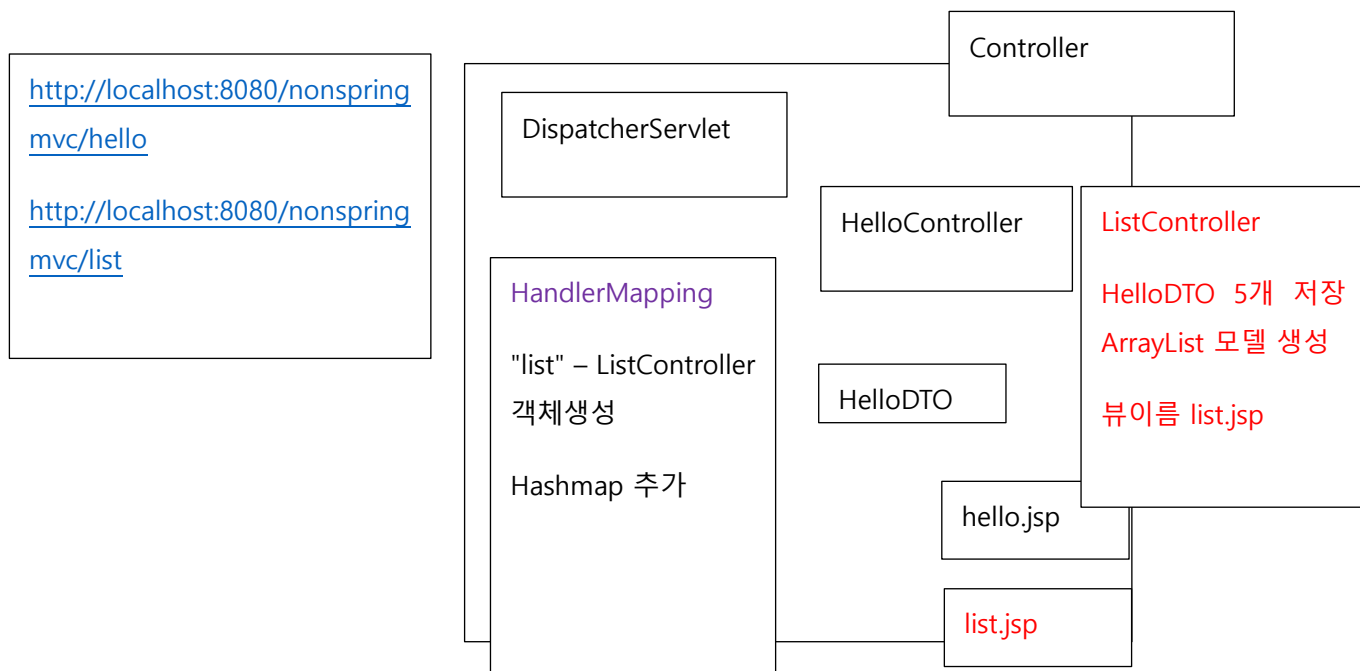 http://localhost:8080/nonspring
mvc/hello
http://localhost:8080/nonspring
mvc/list
Controller
DispatcherServlet
HelloController
ListController
HelloDTO 5개 저장
ArrayList 모델 생성
뷰이름 list.jsp
HandlerMapping
"list" – ListController
객체생성
Hashmap 추가
HelloDTO
hello.jsp
list.jsp